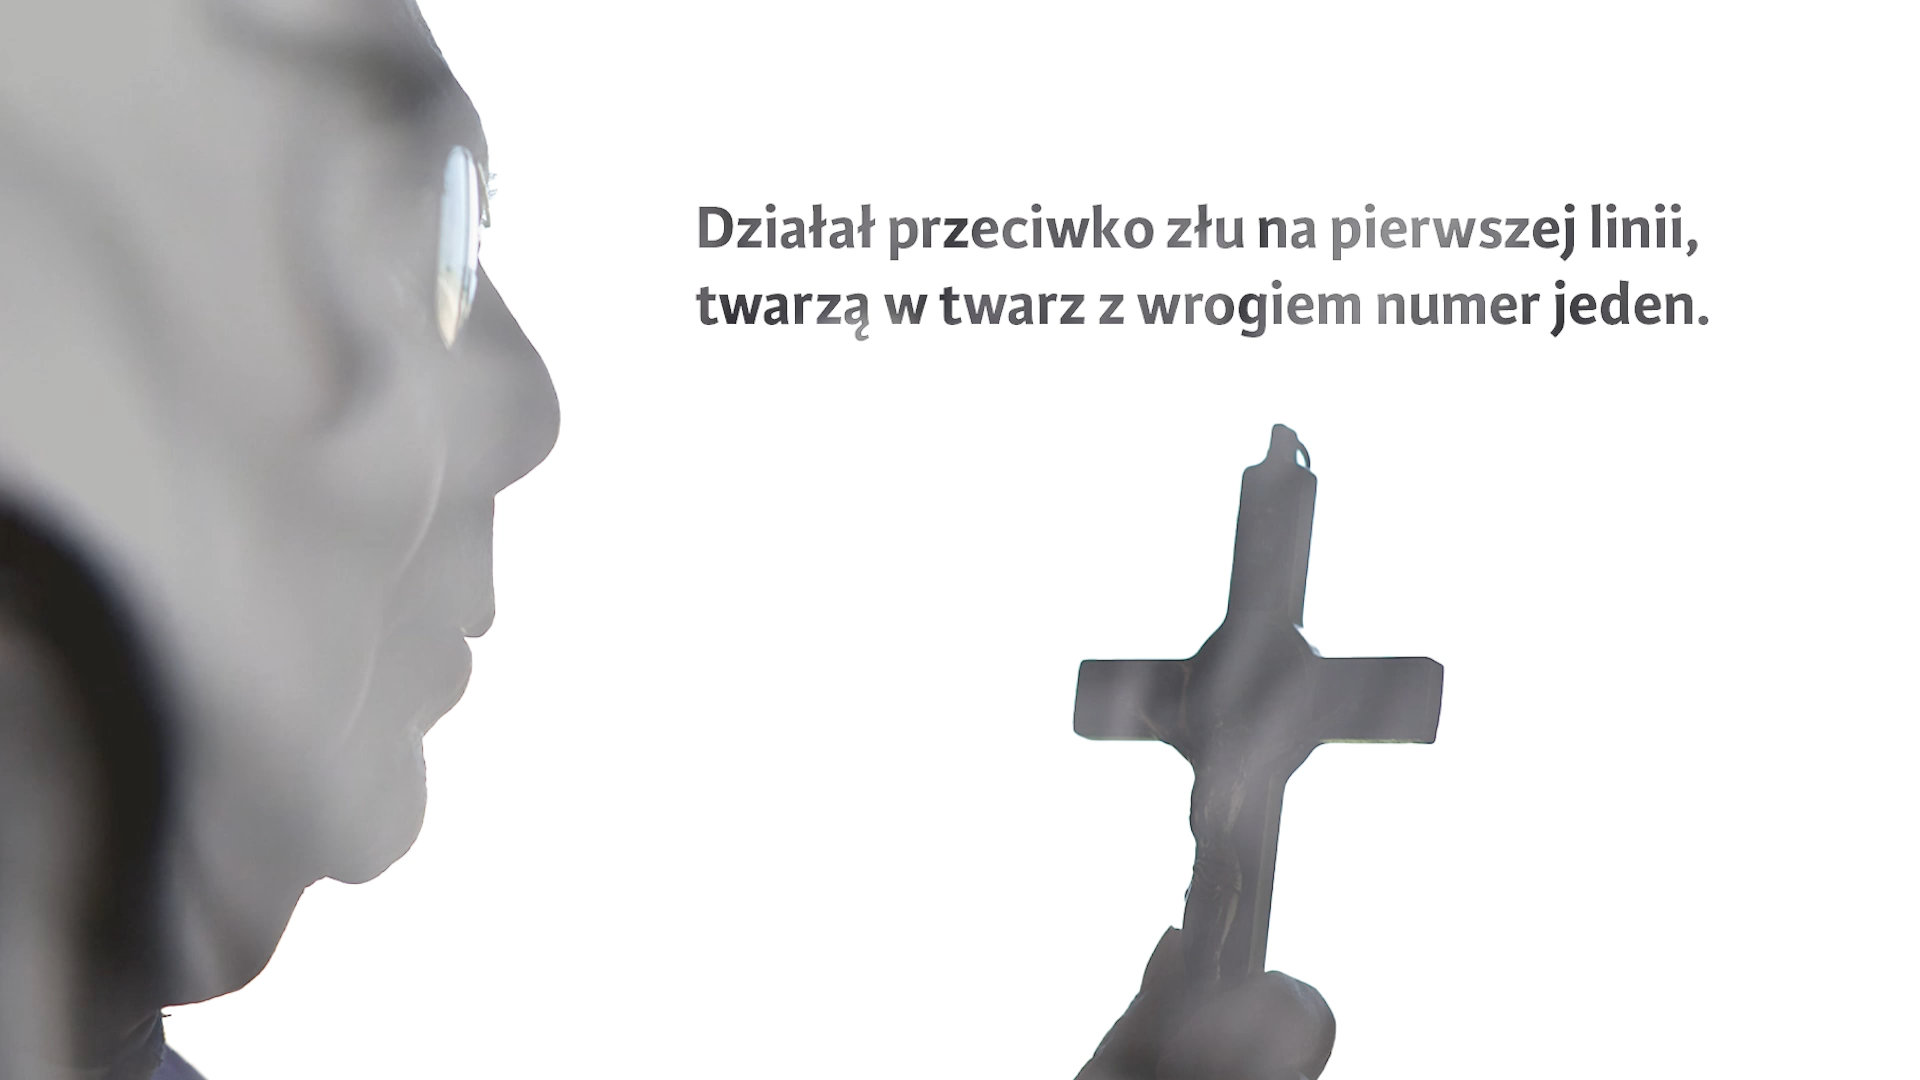 Działał przeciwko złu na pierwszej linii,
twarzą w twarz z wrogiem numer jeden.